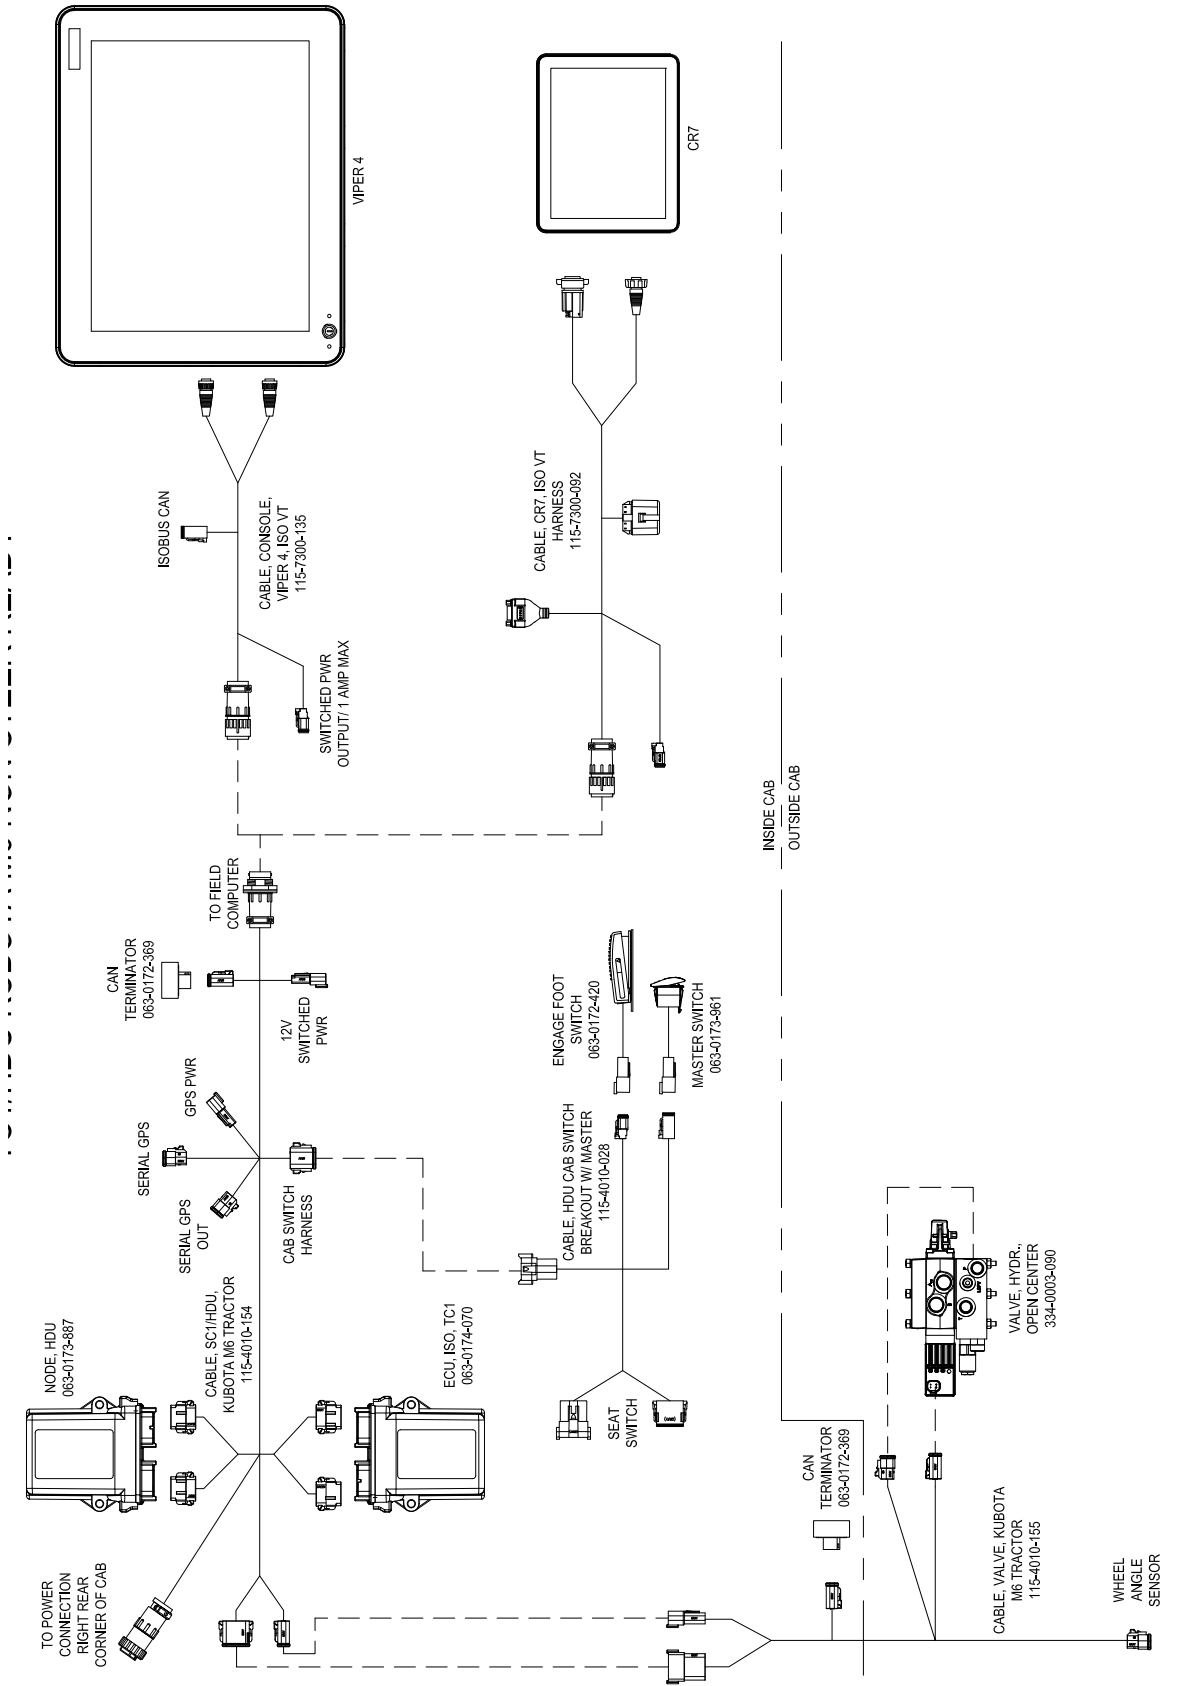 VIPER 4
CR7
ISOBUS CAN
CABLE, CONSOLE,
VIPER 4, ISO VT
115-7300-135
SWITCHED PWR
OUTPUT/ 1 AMP MAX
CABLE, CR7, ISO VT
HARNESS
115-7300-092
INSIDE CAB
OUTSIDE CAB
TO FIELD
COMPUTER
CAN
TERMINATOR
063-0172-369
12V
SWITCHED
PWR
GPS PWR
SERIAL GPS
SERIAL GPS
OUT
CAB SWITCH
HARNESS
ENGAGE FOOT
SWITCH
063-0172-420
MASTER SWITCH
063-0173-961
CABLE, HDU CAB SWITCH
BREAKOUT W/ MASTER
115-4010-028
SEAT
SWITCH
NODE, HDU
063-0173-887
CABLE, SC1/HDU,
KUBOTA M6 TRACTOR
115-4010-154
ECU, ISO, TC1
063-0174-070
TO POWER
CONNECTION
RIGHT REAR
CORNER OF CAB
VALVE, HYDR.,
OPEN CENTER
334-0003-090
CAN
TERMINATOR
063-0172-369
CABLE, VALVE, KUBOTA
M6 TRACTOR
115-4010-155
WHEEL
ANGLE
SENSOR